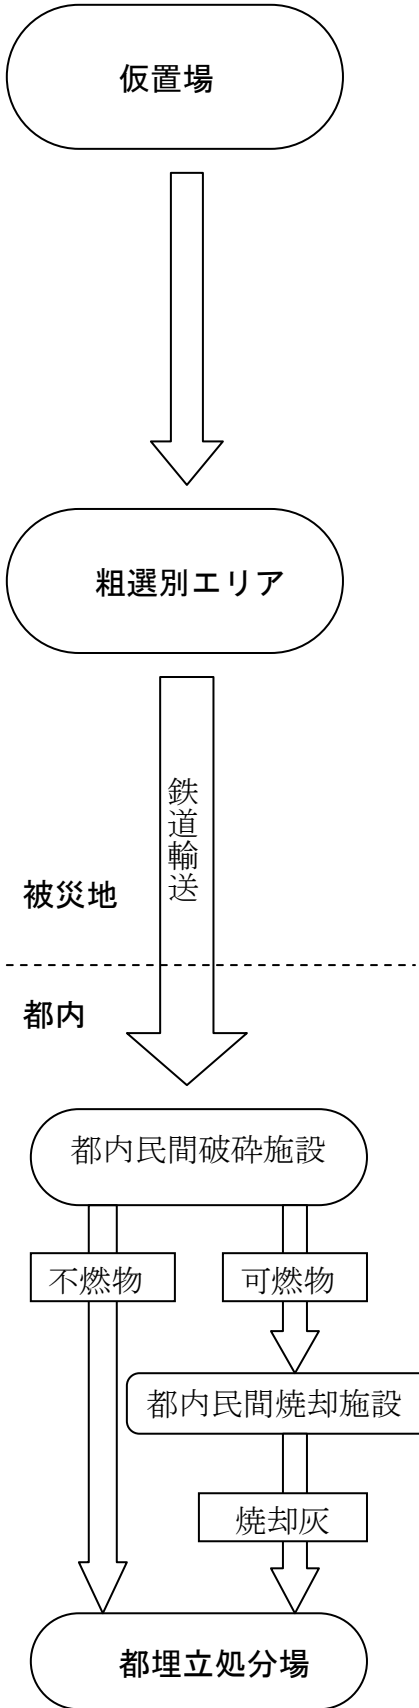 仮置場
粗選別エリア
鉄道輸送
被災地
都内
都内民間破砕施設
不燃物
可燃物
都内民間焼却施設
焼却灰
都埋立処分場